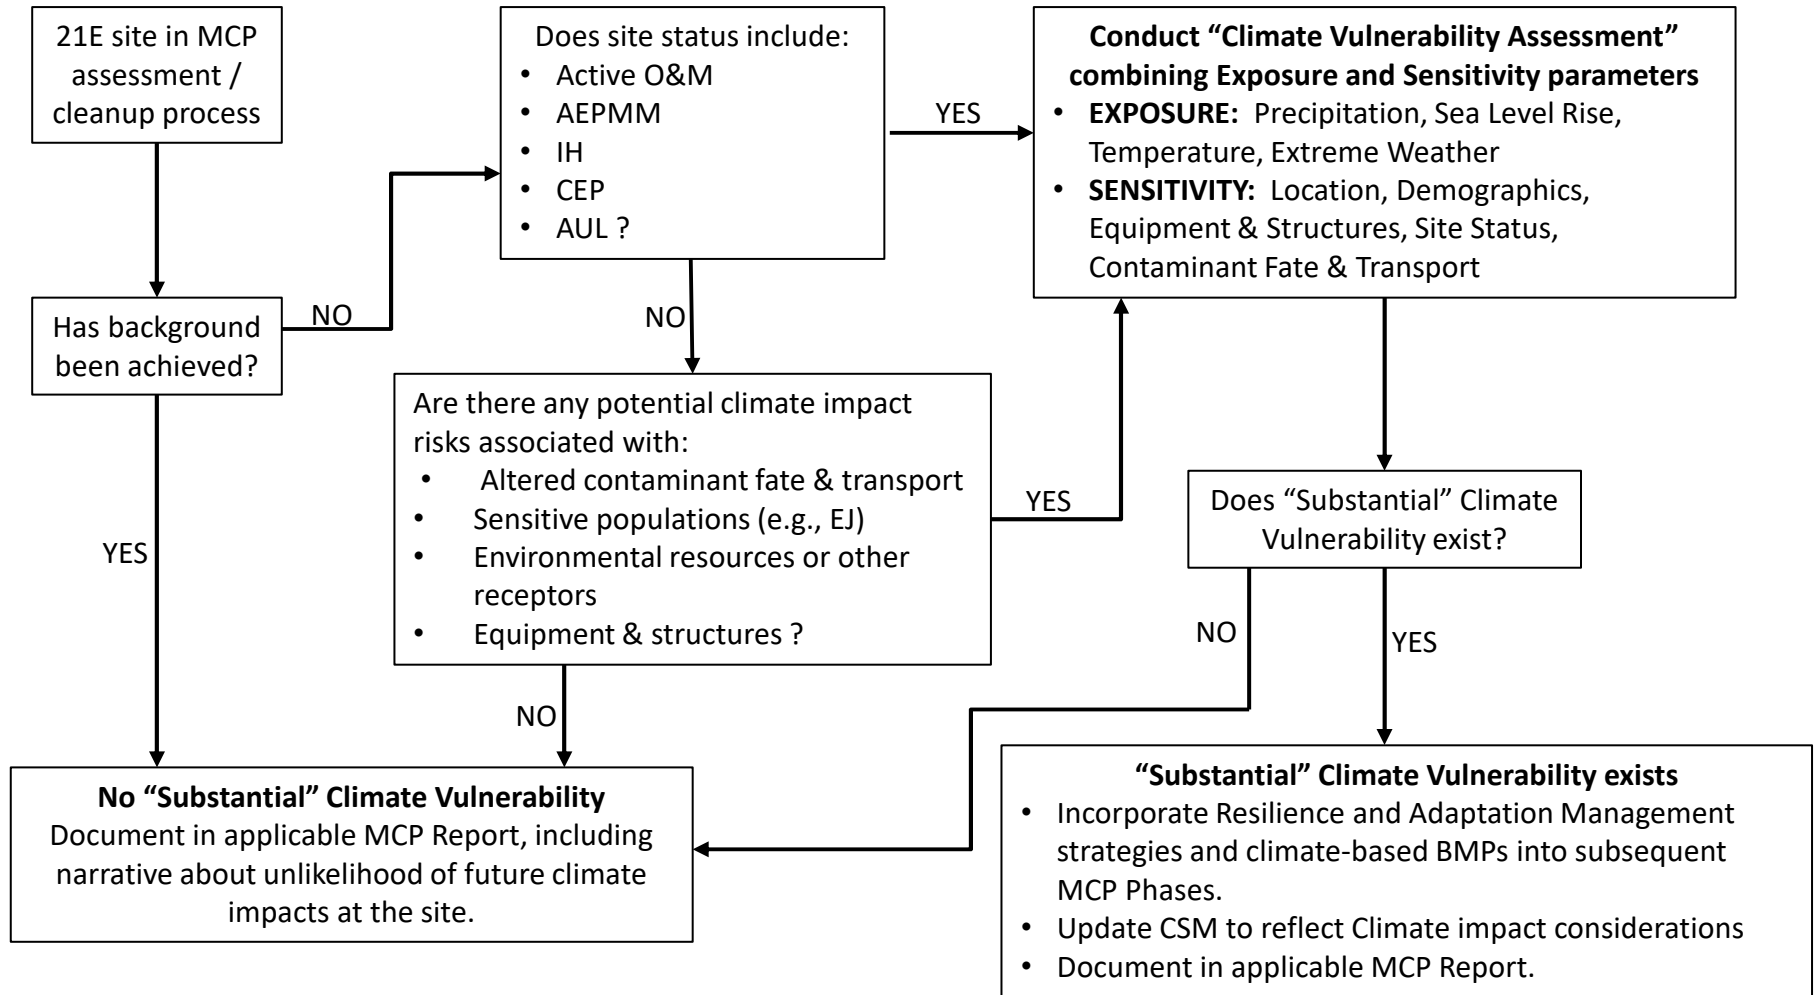 21E site in MCP
assessment /
cleanup process
Does site status include:
• Active O&M
• AEPMM
• IH
• CEP
• AUL ?
YES
Conduct “Climate Vulnerability Assessment”
combining Exposure and Sensitivity parameters
• EXPOSURE: Precipitation, Sea Level Rise,
Temperature, Extreme Weather
• SENSITIVITY: Location, Demographics,
Equipment & Structures, Site Status,
Contaminant Fate & Transport
Has background
been achieved?
NO
NO
Are there any potential climate impact
risks associated with:
• Altered contaminant fate & transport
• Sensitive populations (e.g., EJ)
• Environmental resources or other
receptors
• Equipment & structures ?
YES
Does “Substantial” Climate
Vulnerability exist?
YES
NO
YES
NO
No “Substantial” Climate Vulnerability
Document in applicable MCP Report, including
narrative about unlikelihood of future climate
impacts at the site.
“Substantial” Climate Vulnerability exists
• Incorporate Resilience and Adaptation Management
strategies and climate-based BMPs into subsequent
MCP Phases.
• Update CSM to reflect Climate impact considerations
• Document in applicable MCP Report.